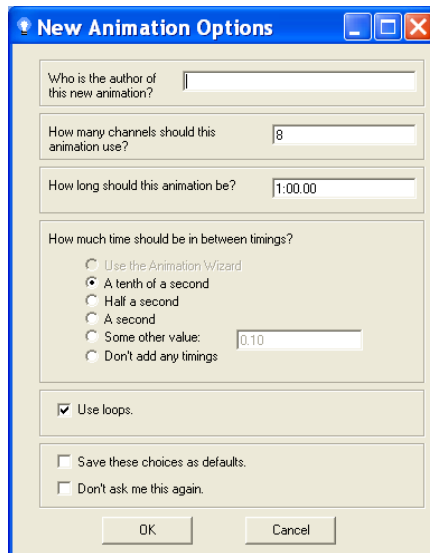 New Animation Options
Who is the author of
this new animation?
How many channels should this
animation use?
8
How long should this animation be?
1:00.00
How much time should be in between timings?
Use the Animation Wizard
A tenth of a second
Half a second
A second
Some other value:
0.10
Don't add any timings
Use loops.
Save these choices as defaults.
Don't ask me this again.
OK
Cancel